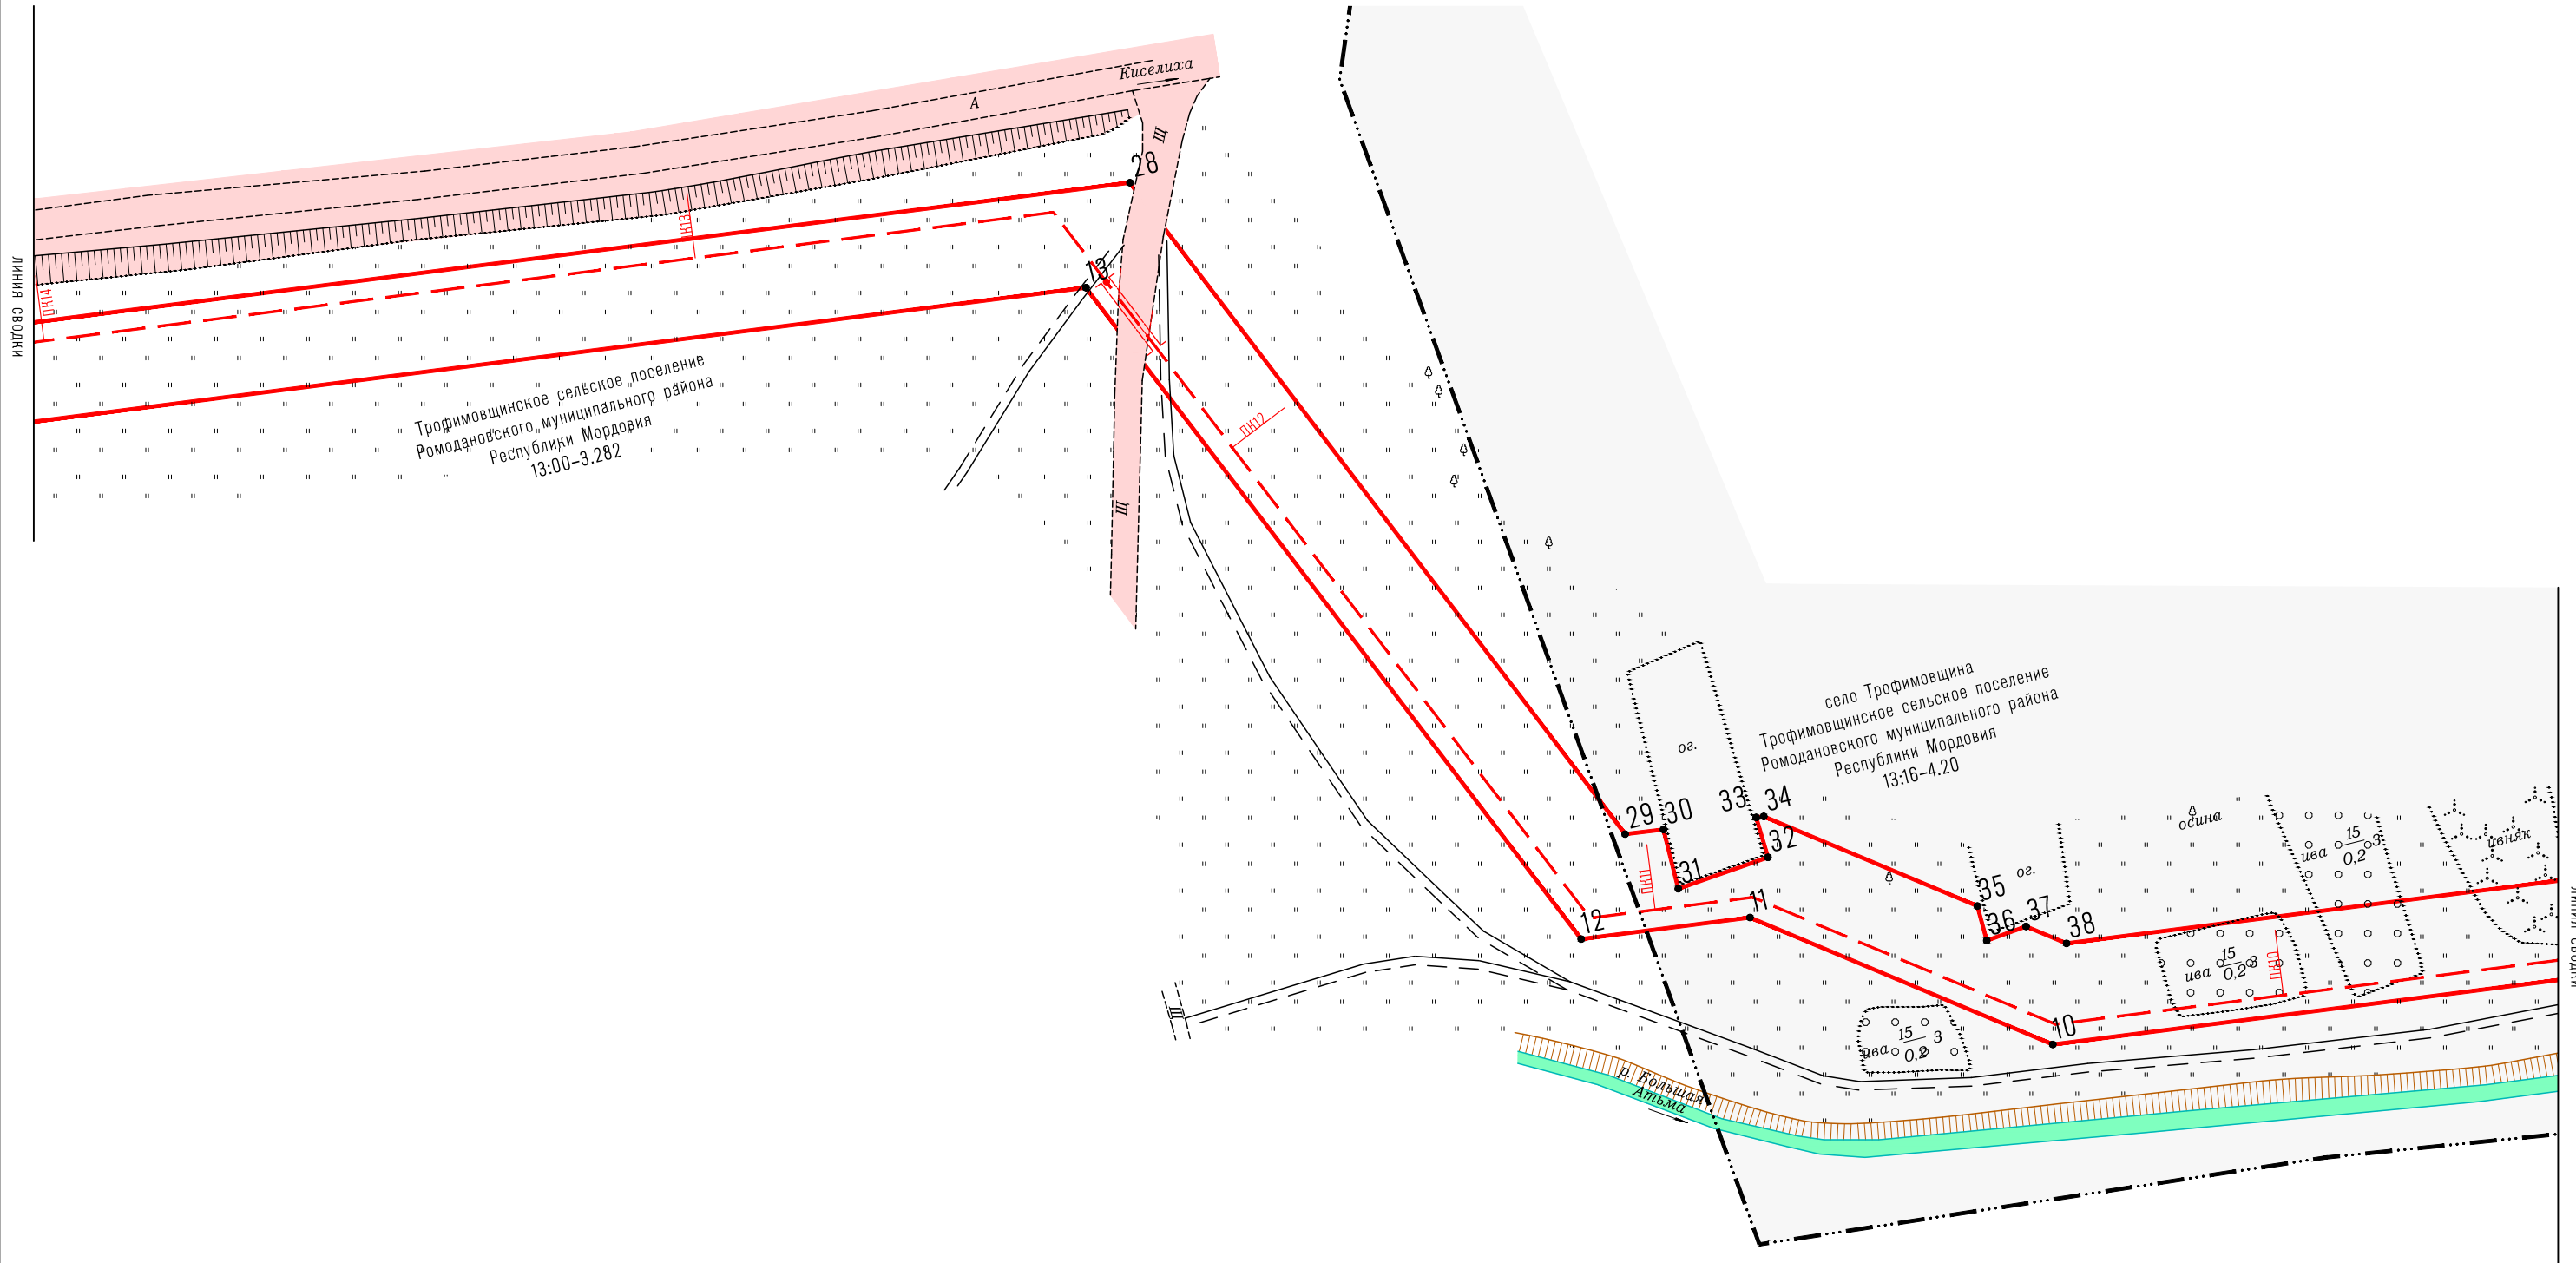 Киселиха
А
Щ
28
ПК13
13
ПК14
ЛИНИЯ СВОДКИ
Трофимовщинское сельское поселение
Ромодановского муниципального района
Республики Мордовия
13:00-3.282
ПК12
Щ
село Трофимовщина
Трофимовщинское сельское поселение
Ромодановского муниципального района
Республики Мордовия
13:16-4.20
ог.
29
30
33
34
32
31
ПК11
11
12
35
36
37
38
ог.
осина
ива 15 3
0,2
ивняк
ива 15 3
0,2
ПК10
10
ива 15 3
0,2
Щ
р. Большая
Атьма